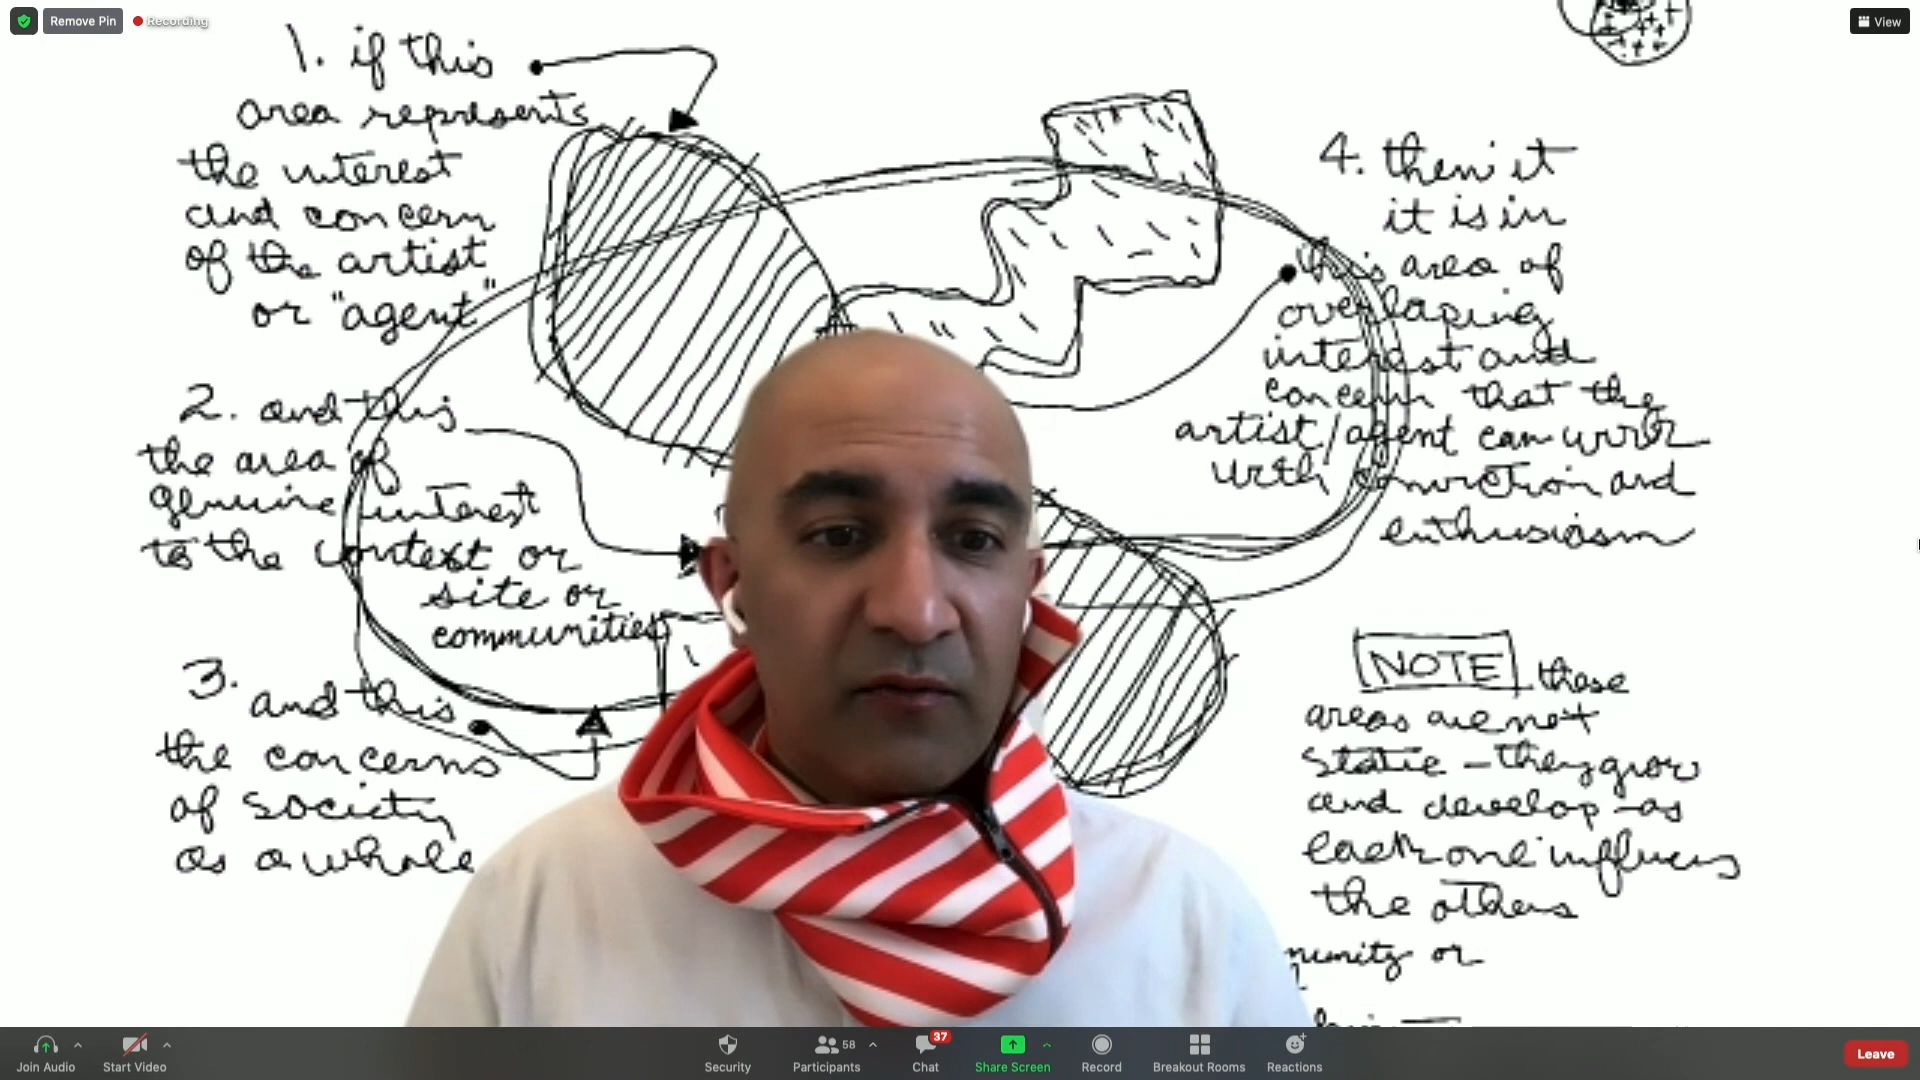 Remove Pin
Recording
View
1. if this
area represents
the interest
and concern
of the artist
or "agent"
2. and this
the area of
genuine interest
to the context or
site or
communities
3. and this
the concerns
of society
as a whole
4. then it
it is in
this area of
overlaping
interest and
concern that the
artist/agent can work
with conviction and
enthusiasm
NOTE these
areas are not
static - they grow
and develop - as
each one influces
the others
munity or
Join Audio
Start Video
Security
Participants
58
Chat
37
Share Screen
Record
Breakout Rooms
Reactions
Leave